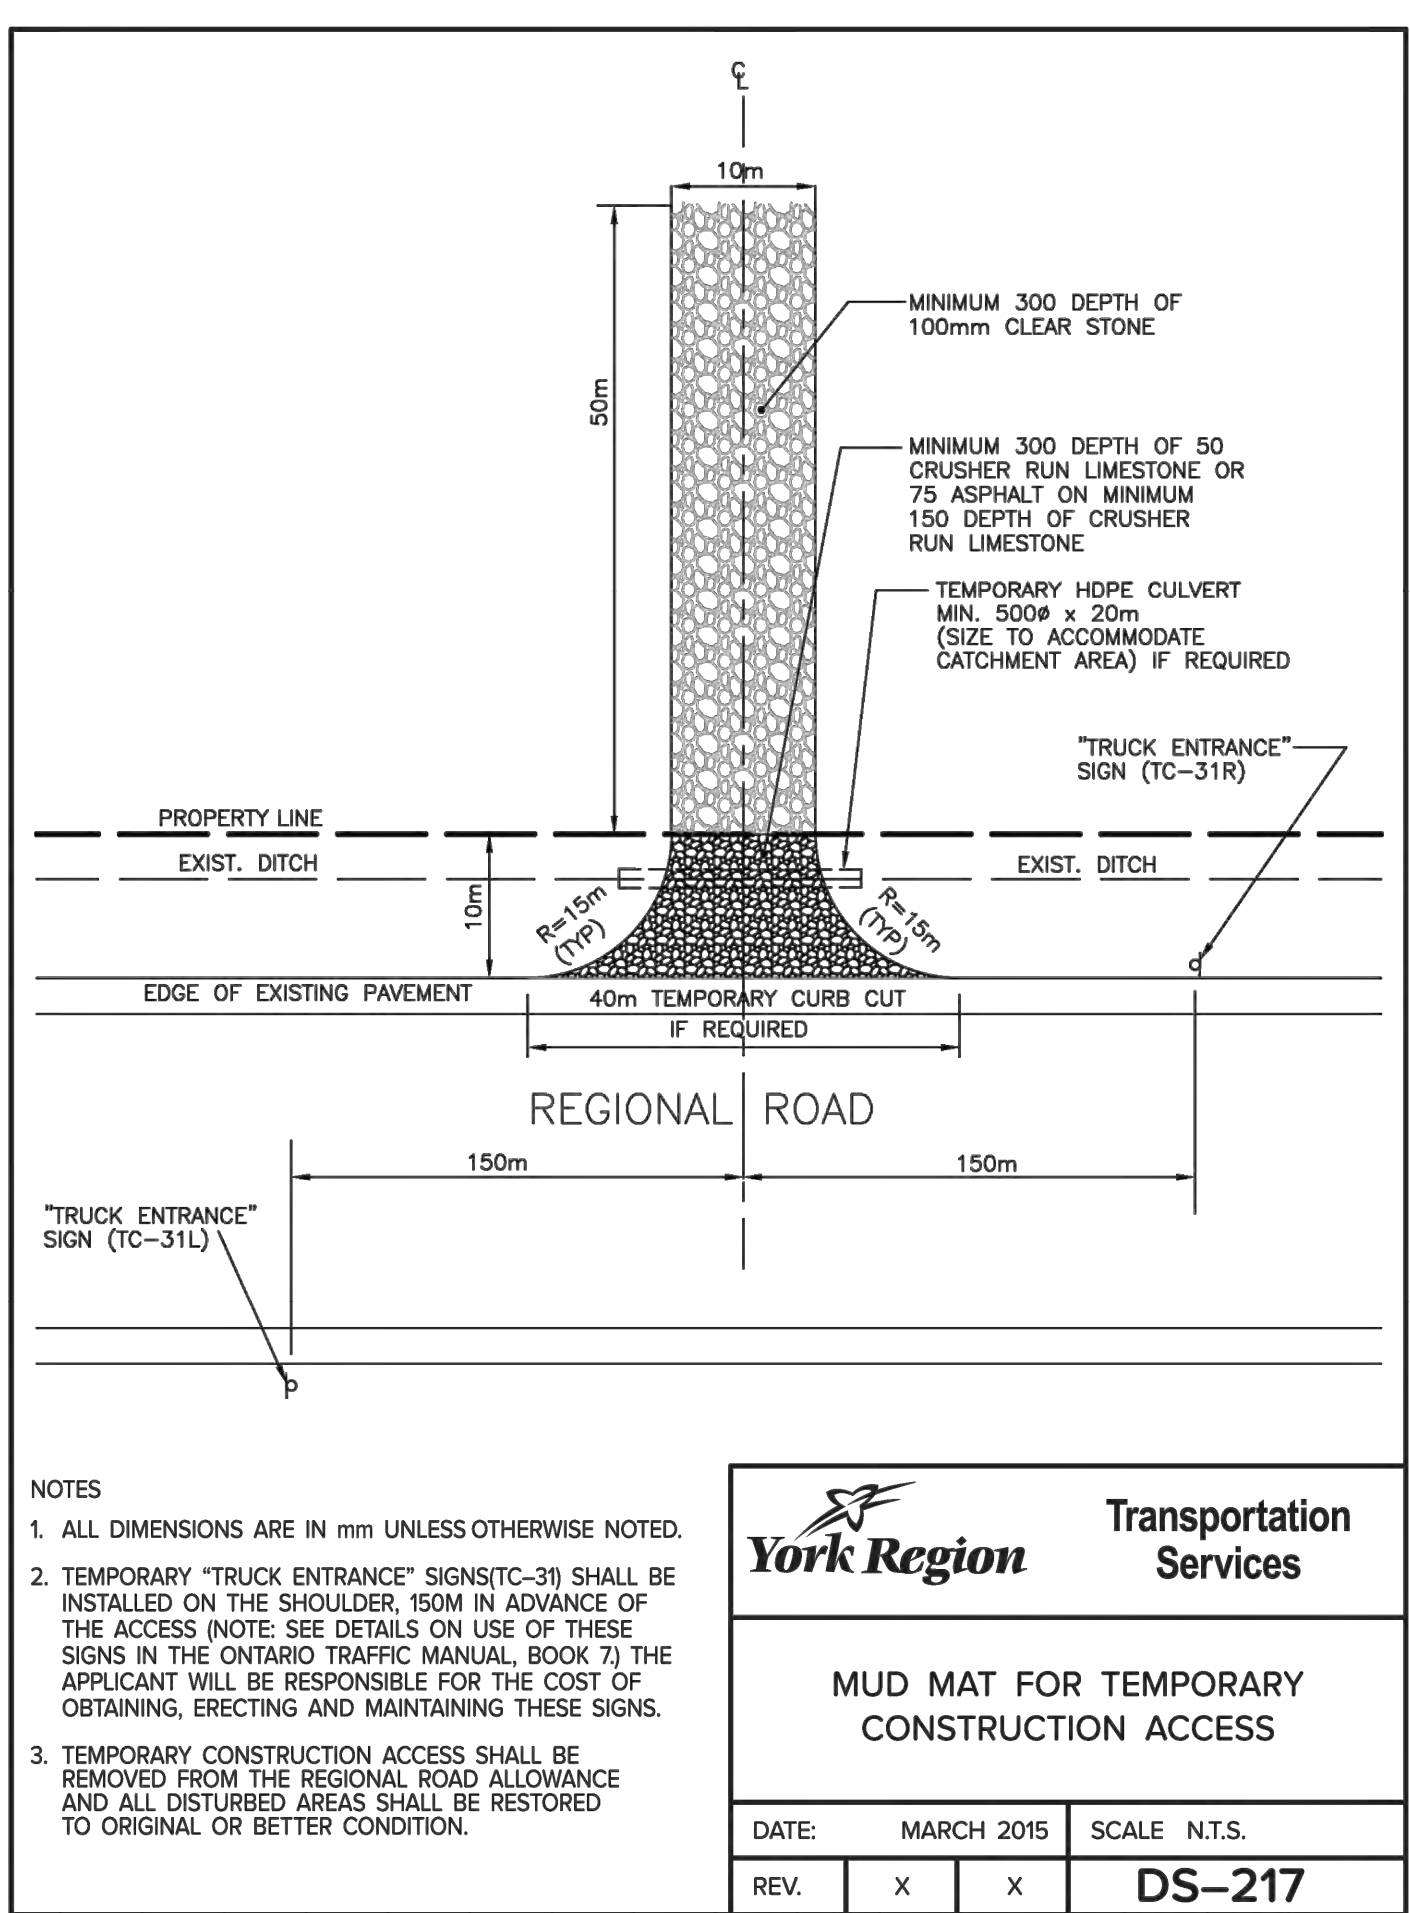 ℄
10m
50m
MINIMUM 300 DEPTH OF
100mm CLEAR STONE
MINIMUM 300 DEPTH OF 50
CRUSHER RUN LIMESTONE OR
75 ASPHALT ON MINIMUM
150 DEPTH OF CRUSHER
RUN LIMESTONE
TEMPORARY HDPE CULVERT
MIN. 500ø x 20m
(SIZE TO ACCOMMODATE
CATCHMENT AREA) IF REQUIRED
"TRUCK ENTRANCE"
SIGN (TC–31R)
PROPERTY LINE
EXIST. DITCH
EXIST. DITCH
10m
R=15m
(TYP)
R=15m
(TYP)
EDGE OF EXISTING PAVEMENT
40m TEMPORARY CURB CUT
IF REQUIRED
REGIONAL ROAD
150m
150m
"TRUCK ENTRANCE"
SIGN (TC–31L)
NOTES
1. ALL DIMENSIONS ARE IN mm UNLESS OTHERWISE NOTED.
2. TEMPORARY “TRUCK ENTRANCE” SIGNS(TC–31) SHALL BE
INSTALLED ON THE SHOULDER, 150M IN ADVANCE OF
THE ACCESS (NOTE: SEE DETAILS ON USE OF THESE
SIGNS IN THE ONTARIO TRAFFIC MANUAL, BOOK 7.) THE
APPLICANT WILL BE RESPONSIBLE FOR THE COST OF
OBTAINING, ERECTING AND MAINTAINING THESE SIGNS.
3. TEMPORARY CONSTRUCTION ACCESS SHALL BE
REMOVED FROM THE REGIONAL ROAD ALLOWANCE
AND ALL DISTURBED AREAS SHALL BE RESTORED
TO ORIGINAL OR BETTER CONDITION.
York Region
Transportation
Services
MUD MAT FOR TEMPORARY
CONSTRUCTION ACCESS
DATE: MARCH 2015
SCALE N.T.S.
REV. X X
DS–217